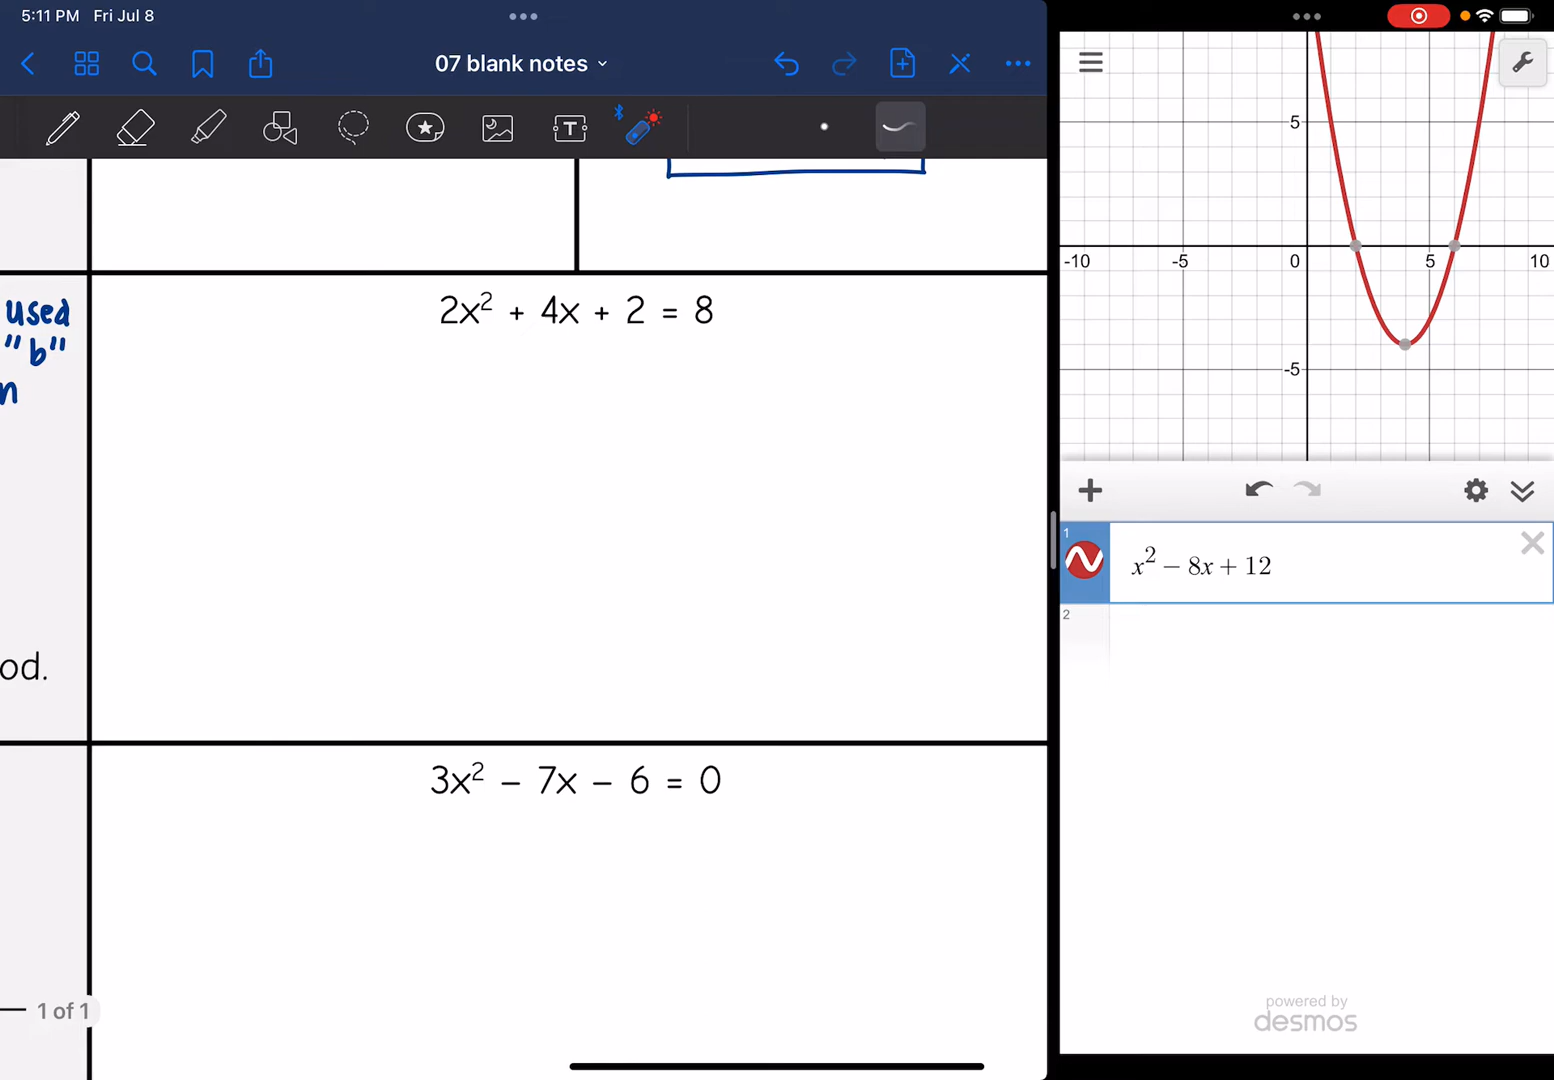 5:11 PM Fri Jul 8
07 blank notes
T
used
"b"
n
od.
2x² + 4x + 2 = 8
3x² – 7x – 6 = 0
1 of 1
5
-10 -5 0 5 10
-5
1
x² − 8x + 12
2
powered by
desmos